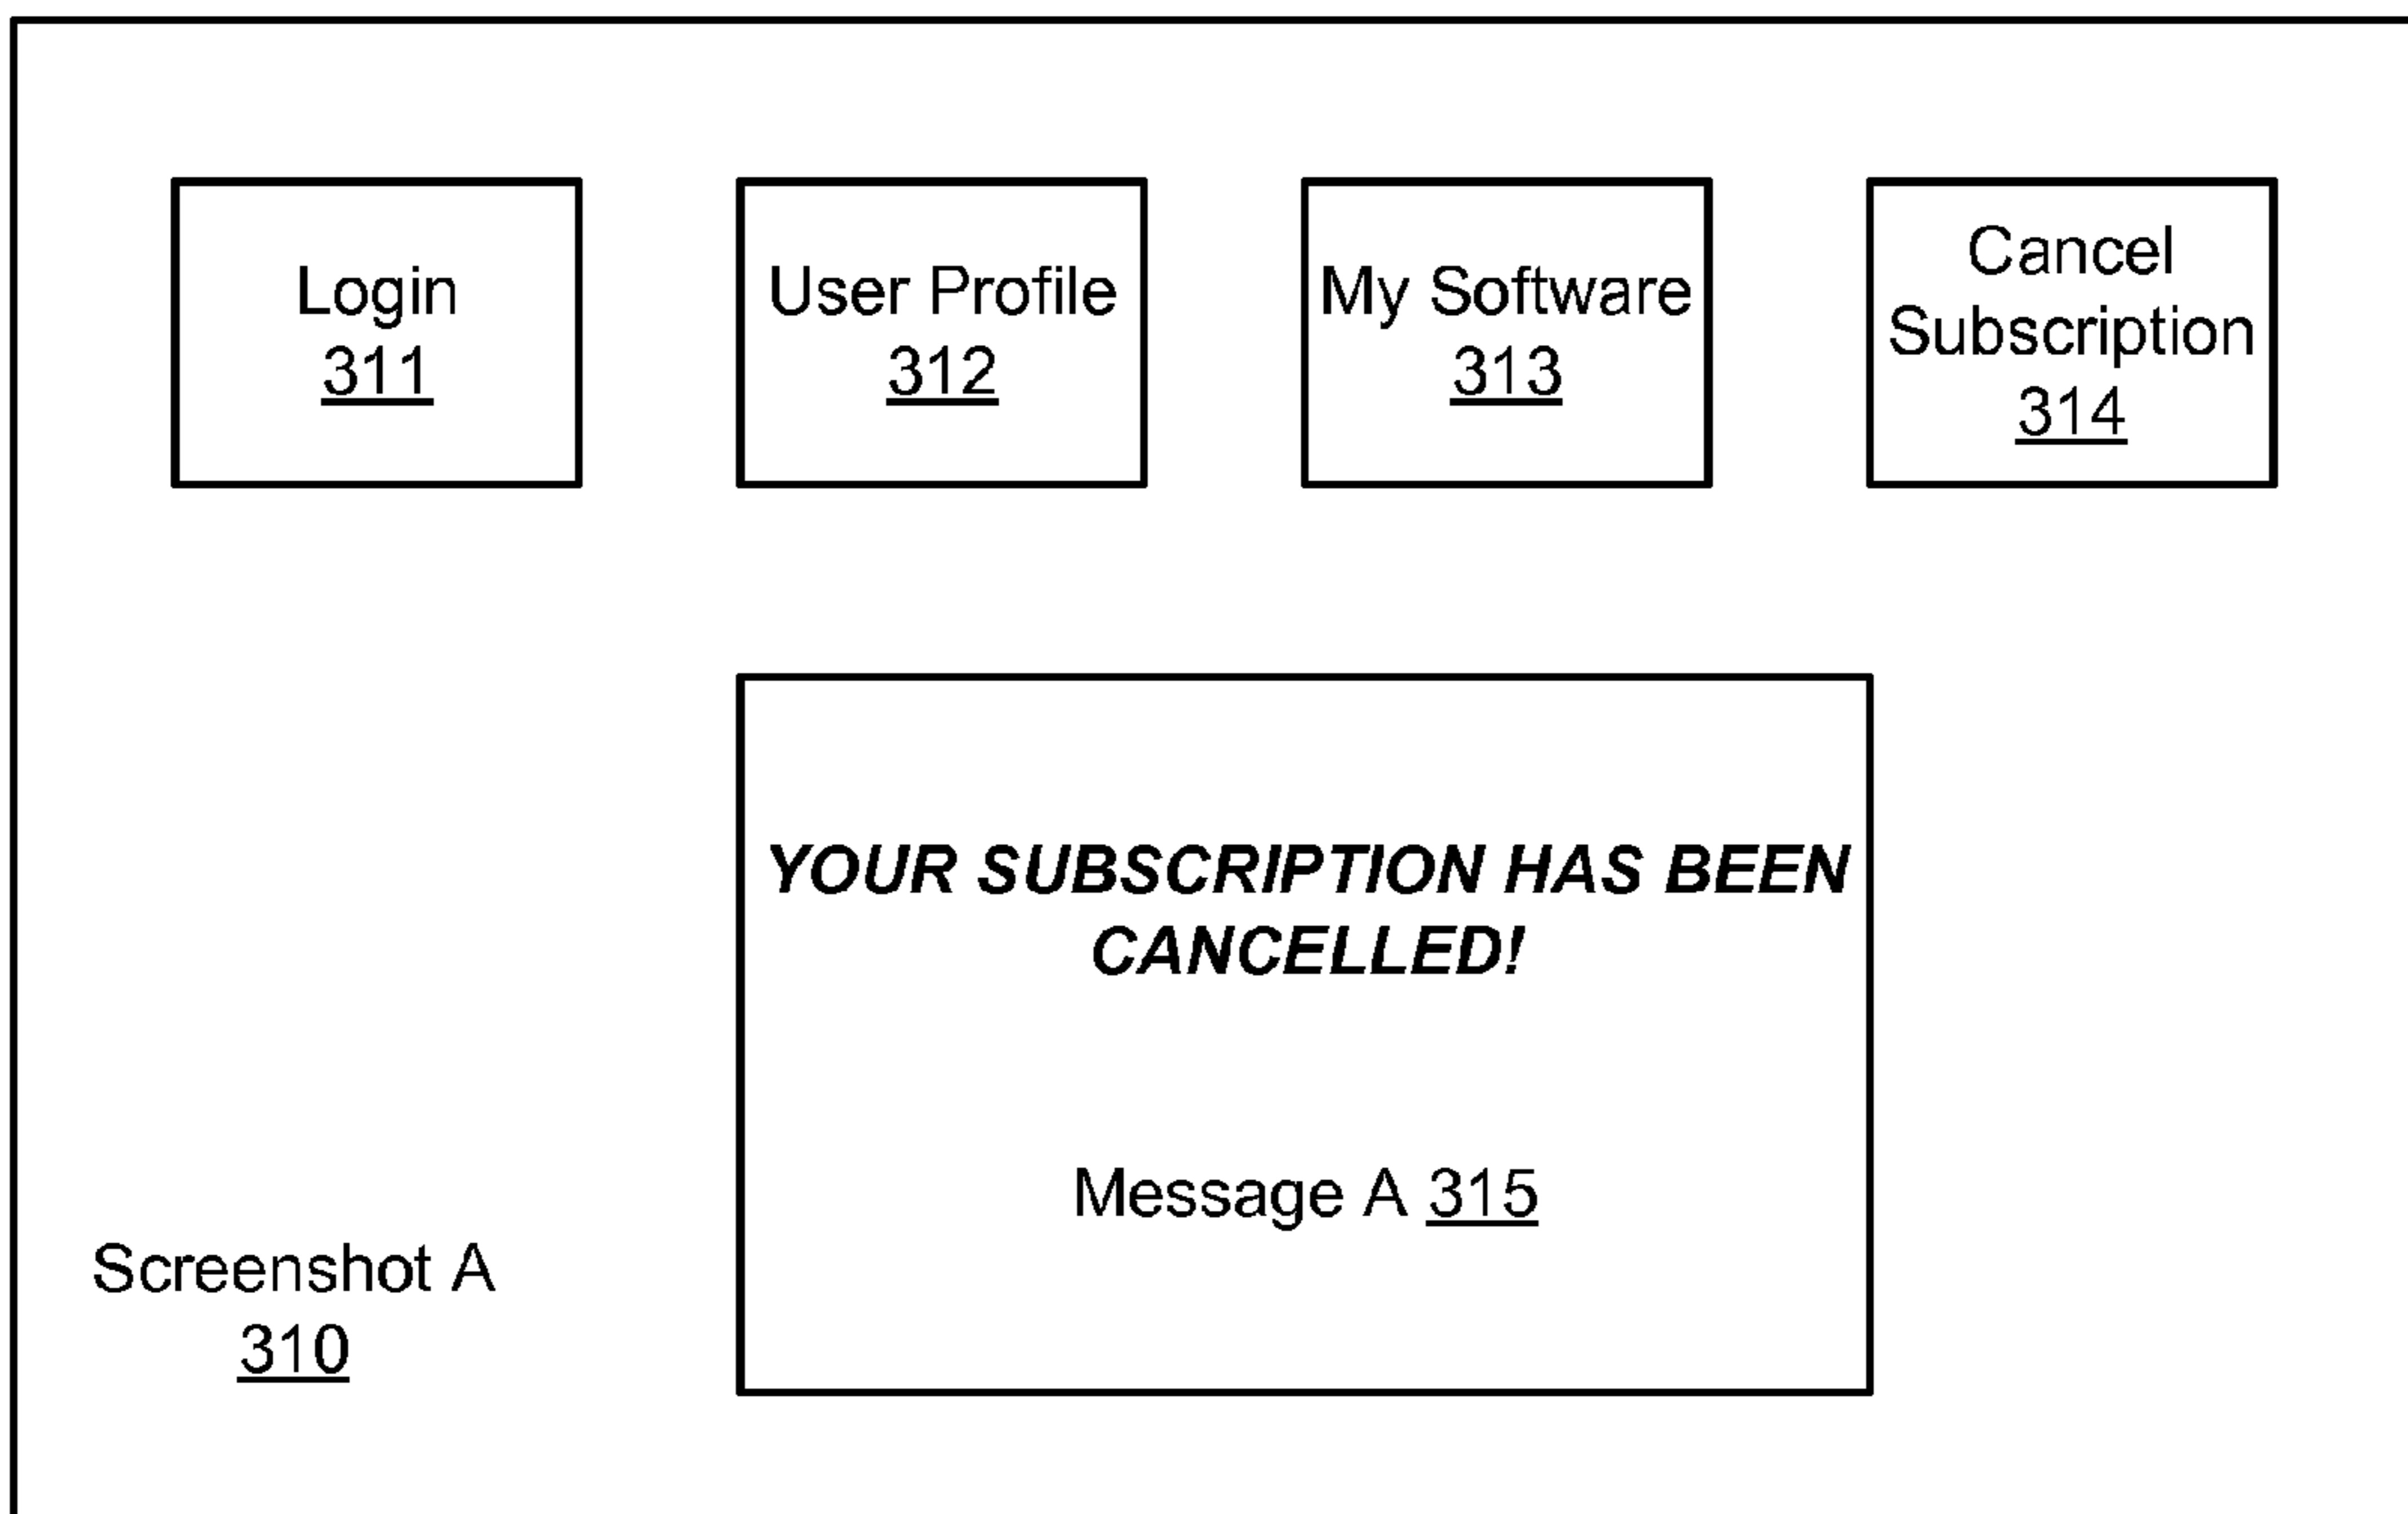 Login
311
User Profile
312
My Software
313
Cancel
Subscription
314
YOUR SUBSCRIPTION HAS BEEN
CANCELLED!
Message A 315
Screenshot A
310